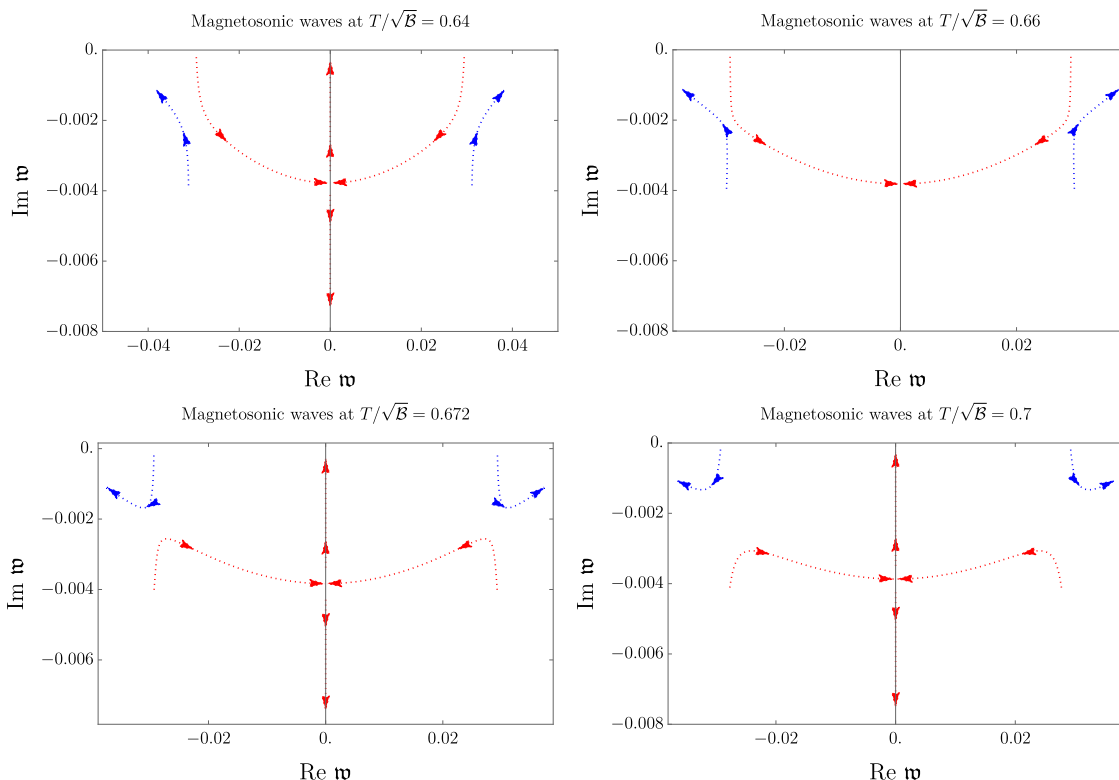 Magnetosonic waves at T/√ℬ = 0.64
0.
−0.002
−0.004
−0.006
−0.008
Im 𝔴
−0.04
−0.02
0.
0.02
0.04
Re 𝔴
Magnetosonic waves at T/√ℬ = 0.66
0.
−0.002
−0.004
−0.006
−0.008
Im 𝔴
−0.02
0.
0.02
Re 𝔴
Magnetosonic waves at T/√ℬ = 0.672
0.
−0.002
−0.004
−0.006
Im 𝔴
−0.02
0.
0.02
Re 𝔴
Magnetosonic waves at T/√ℬ = 0.7
0.
−0.002
−0.004
−0.006
−0.008
Im 𝔴
−0.02
0.
0.02
Re 𝔴